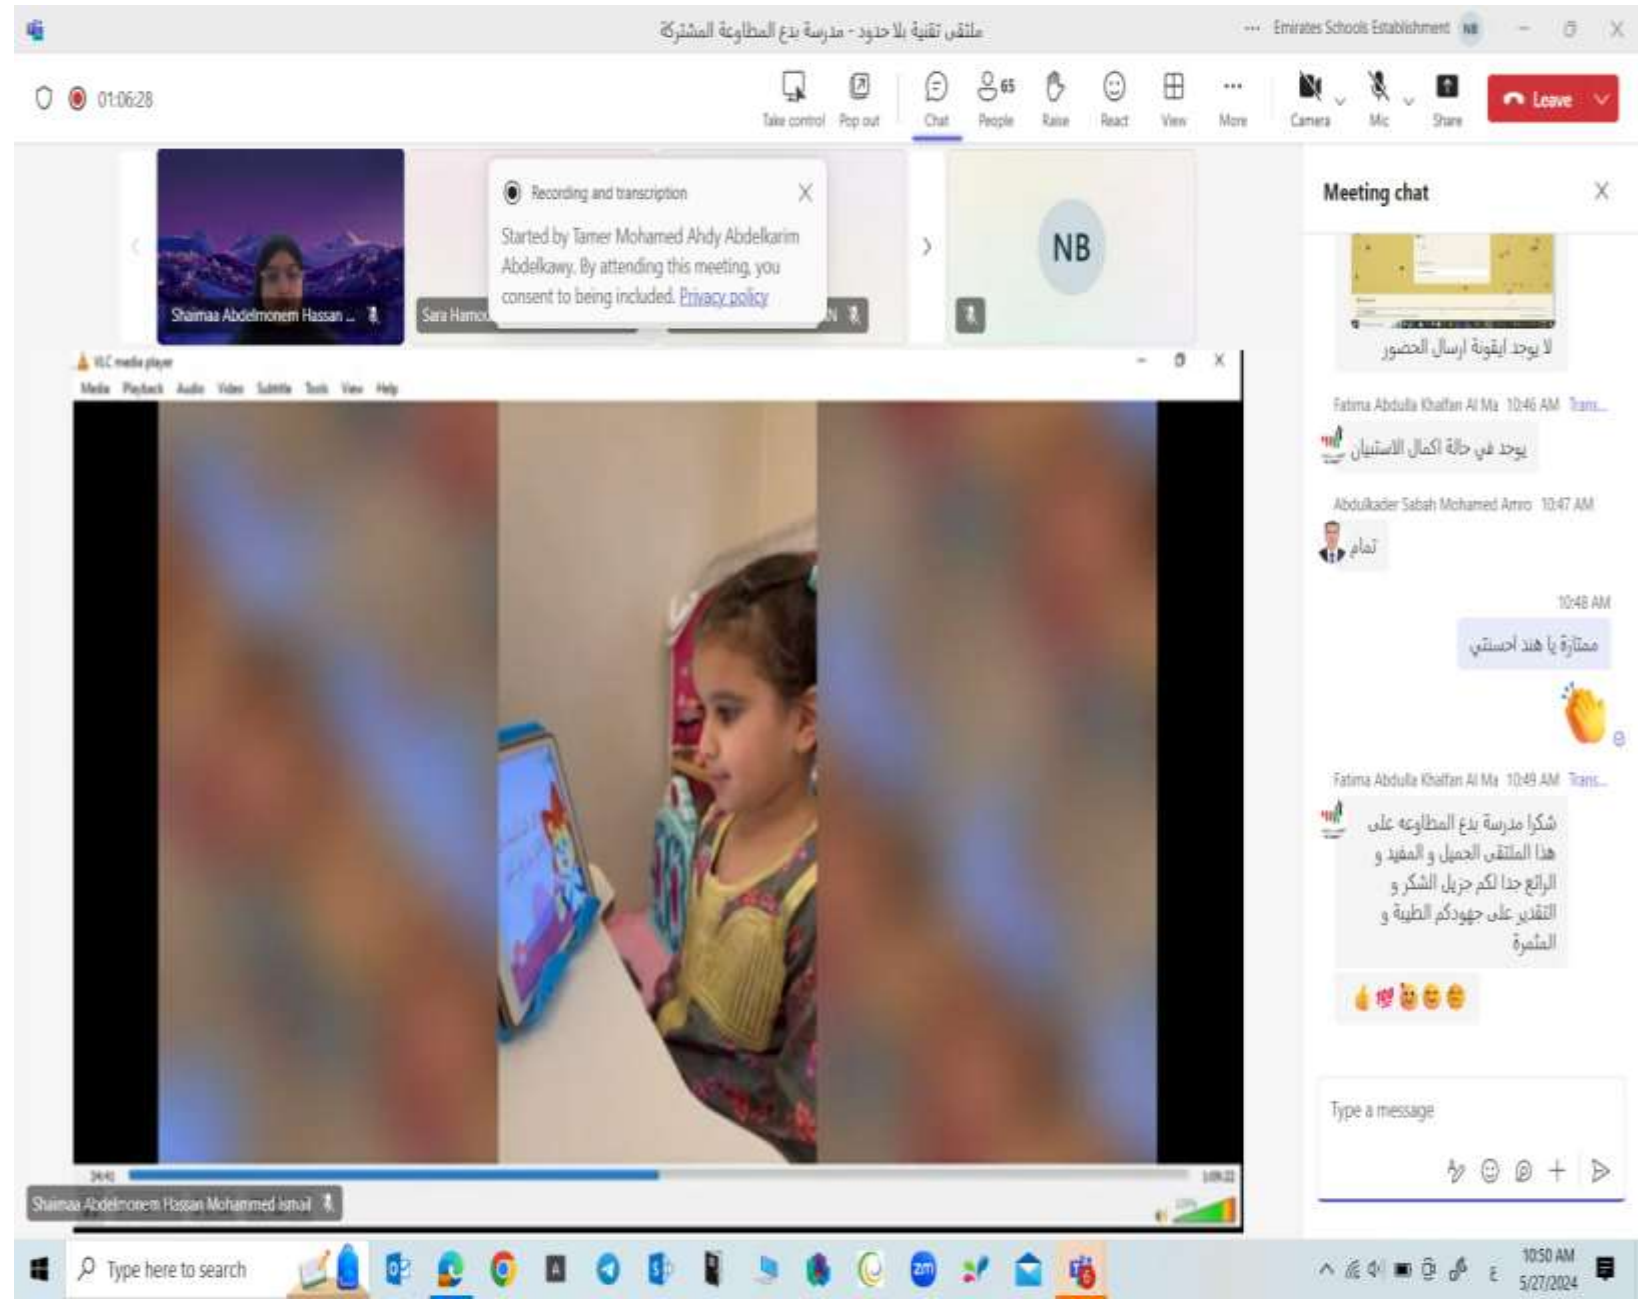 ملتقى تقنية بلا حدود - مدرسة بدع المطاوعة المشتركة
Emirates Schools Establishment
NB
01:06:28
Take control
Pop out
Chat
People
65
Raise
React
View
More
Camera
Mic
Share
Leave
Recording and transcription
Started by Tamer Mohamed Ahdy Abdelkarim
Abdelkawy. By attending this meeting, you
consent to being included. Privacy policy
Shaimaa Abdelmonem Hassan ...
Sara Hamou
N
NB
VLC media player
Media Playback Audio Video Subtitle Tools View Help
Shaimaa Abdelmonem Hassan Mohammed Ismail
Meeting chat
لا يوجد ايقونة ارسال الحضور
Fatima Abdulla Khalfan Al Ma 10:46 AM Trans...
يوجد في حالة اكمال الاستبيان
Abdulkader Sabah Mohamed Amro 10:47 AM
تمام
10:48 AM
ممتازة يا هند احسنتي
Fatima Abdulla Khalfan Al Ma 10:49 AM Trans...
شكرا مدرسة بدع المطاوعه على
هذا الملتقى الجميل و المفيد و
الرائع جدا لكم جزيل الشكر و
التقدير على جهودكم الطيبة و
المثمرة
Type a message
Type here to search
10:50 AM
5/27/2024